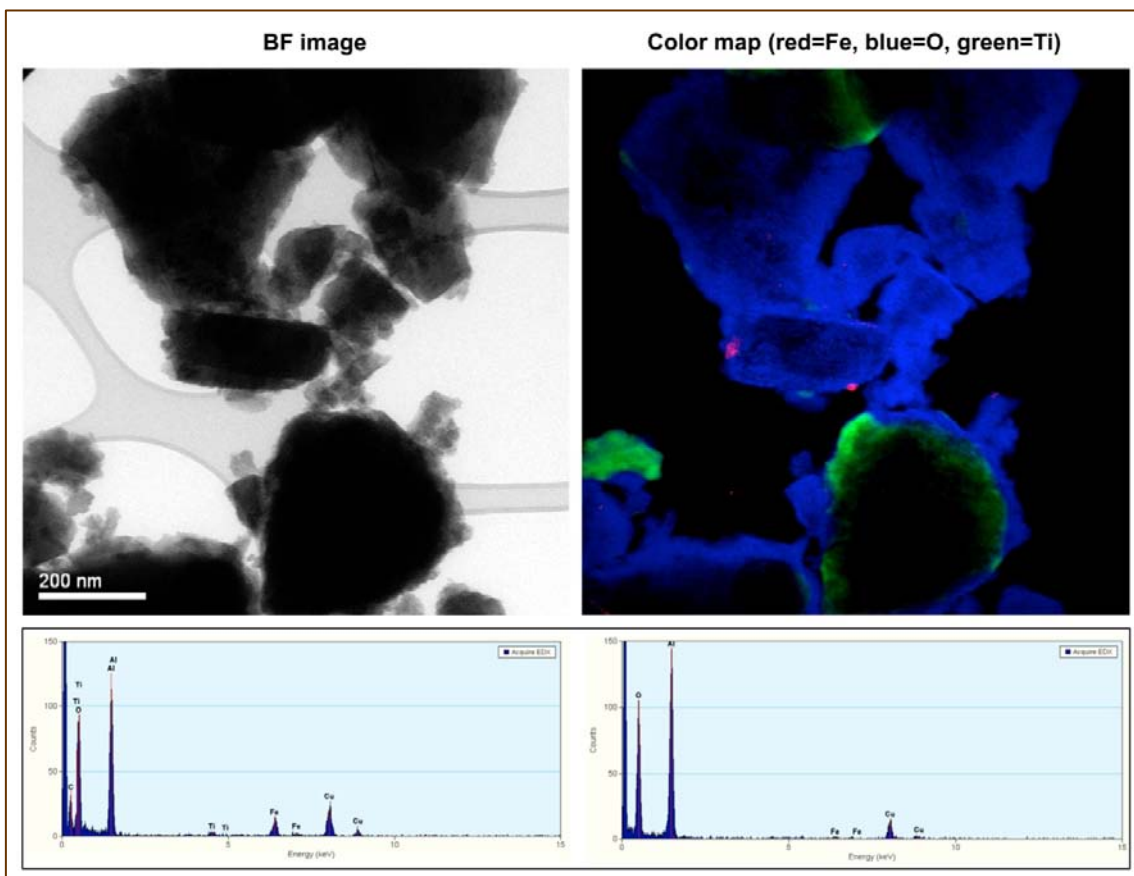 BF image
Color map (red=Fe, blue=O, green=Ti)
200 nm
150
100
50
0
Counts
Acquire EDX
Al
Al
Ti
Ti
O
C
Ti
Ti
Fe
Fe
Cu
Cu
0
5
10
15
Energy (keV)
150
100
50
0
Counts
Acquire EDX
Al
O
Fe
Fe
Cu
Cu
0
5
10
15
Energy (keV)